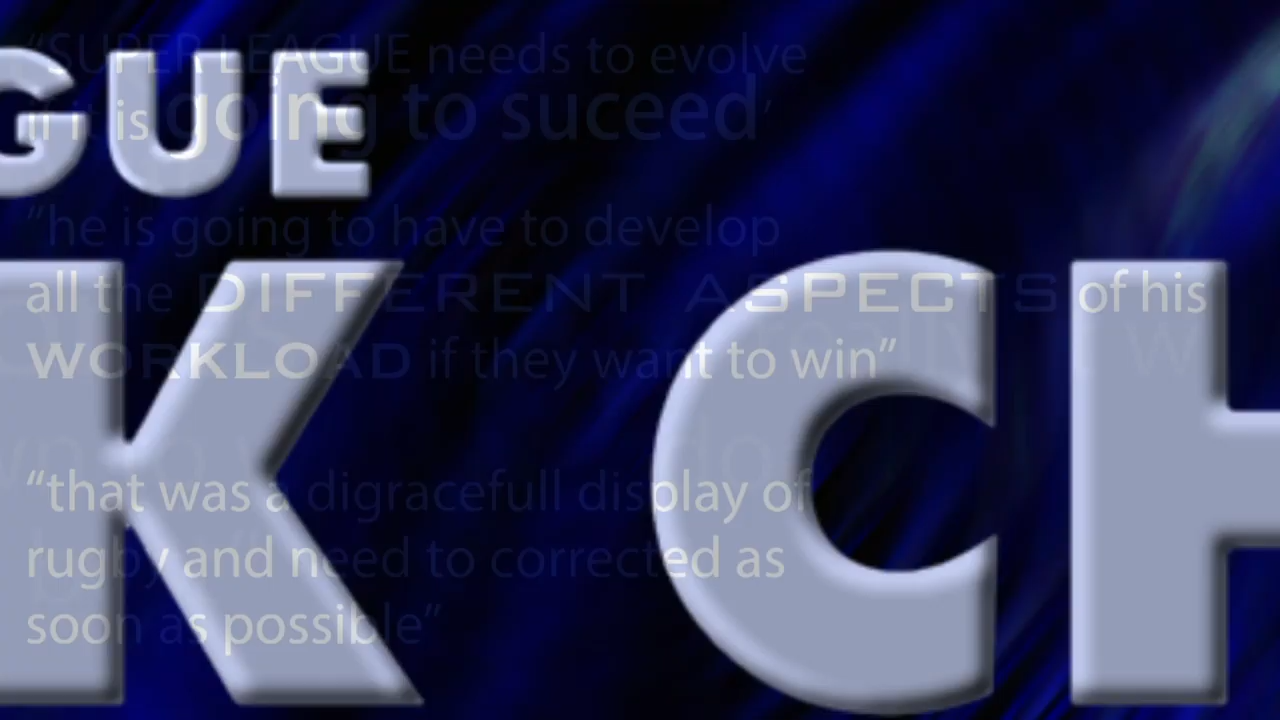 GUE
"SUPER LEAGUE needs to evolve
if it is going to suceed'
"he is going to have to develop
all the DIFFERENT ASPECTS of his
WORKLOAD if they want to win"
K CH
"that was a digracefull display of
rugby and need to corrected as
soon as possible"